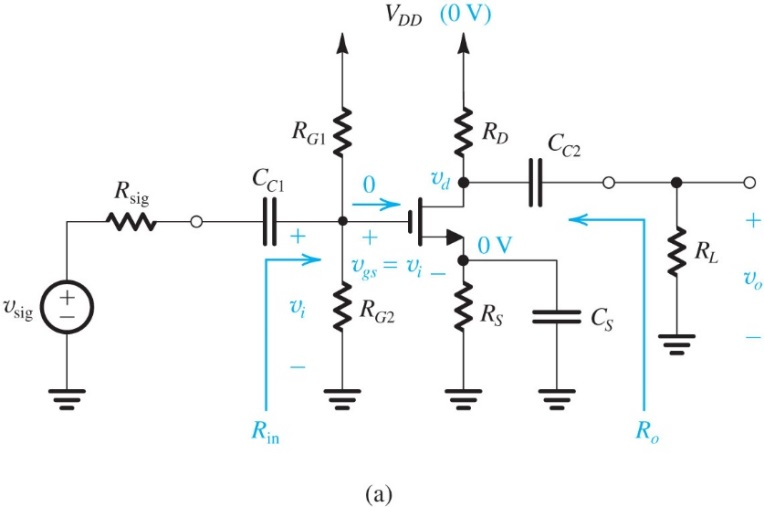 V_DD (0 V)
R_G1
R_D
C_C2
R_sig
C_C1
0
v_d
+
+
0 V
+
v_gs = v_i −
R_L
v_sig
+
−
v_i
R_G2
R_S
C_S
v_o
−
−
R_in
R_o
(a)